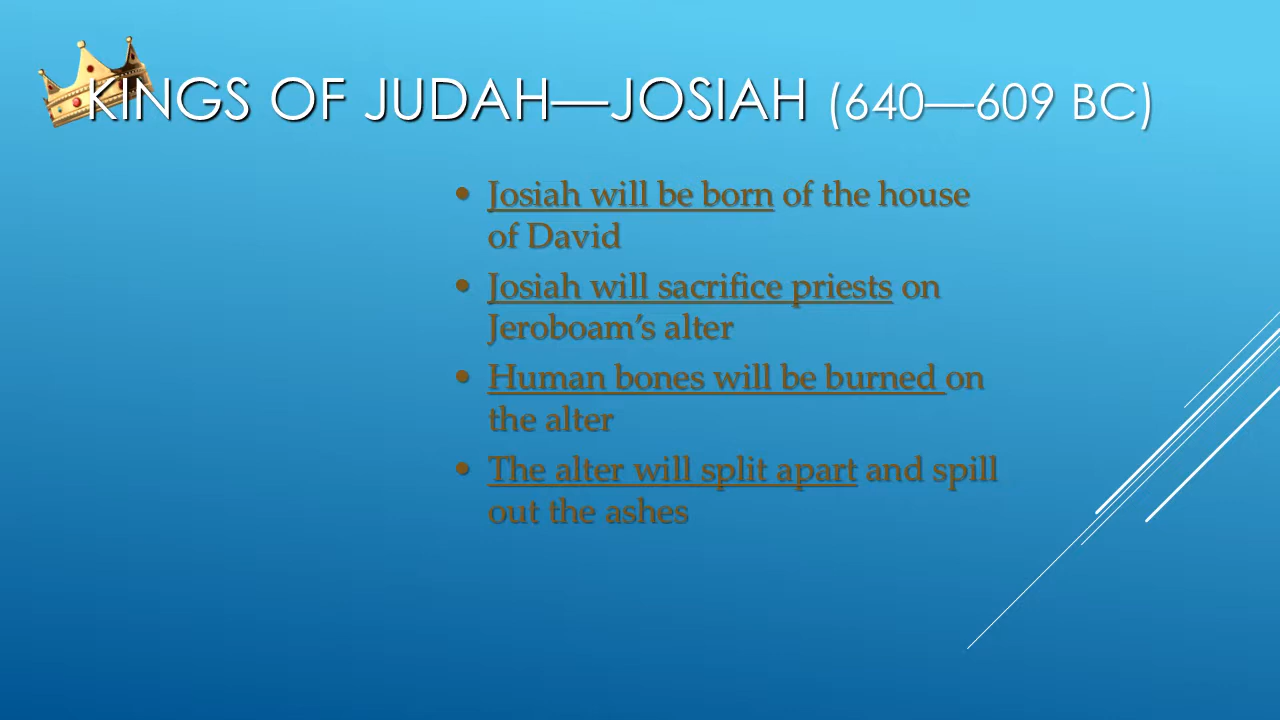 KINGS OF JUDAH—JOSIAH (640—609 BC)
• Josiah will be born of the house
of David
• Josiah will sacrifice priests on
Jeroboam’s alter
• Human bones will be burned on
the alter
• The alter will split apart and spill
out the ashes